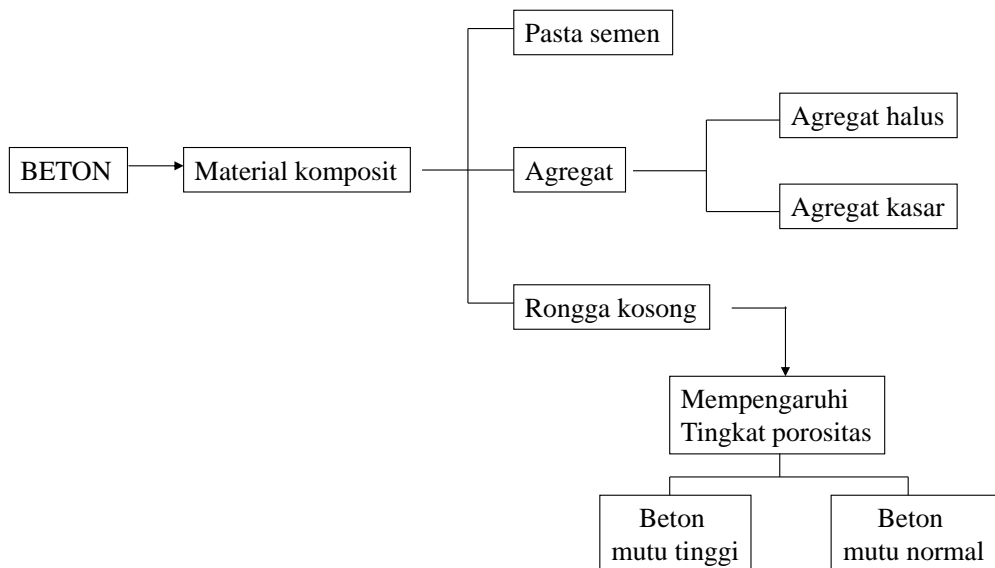 Pasta semen
Agregat halus
BETON
Material komposit
Agregat
Agregat kasar
Rongga kosong
Mempengaruhi
Tingkat porositas
Beton
mutu tinggi
Beton
mutu normal